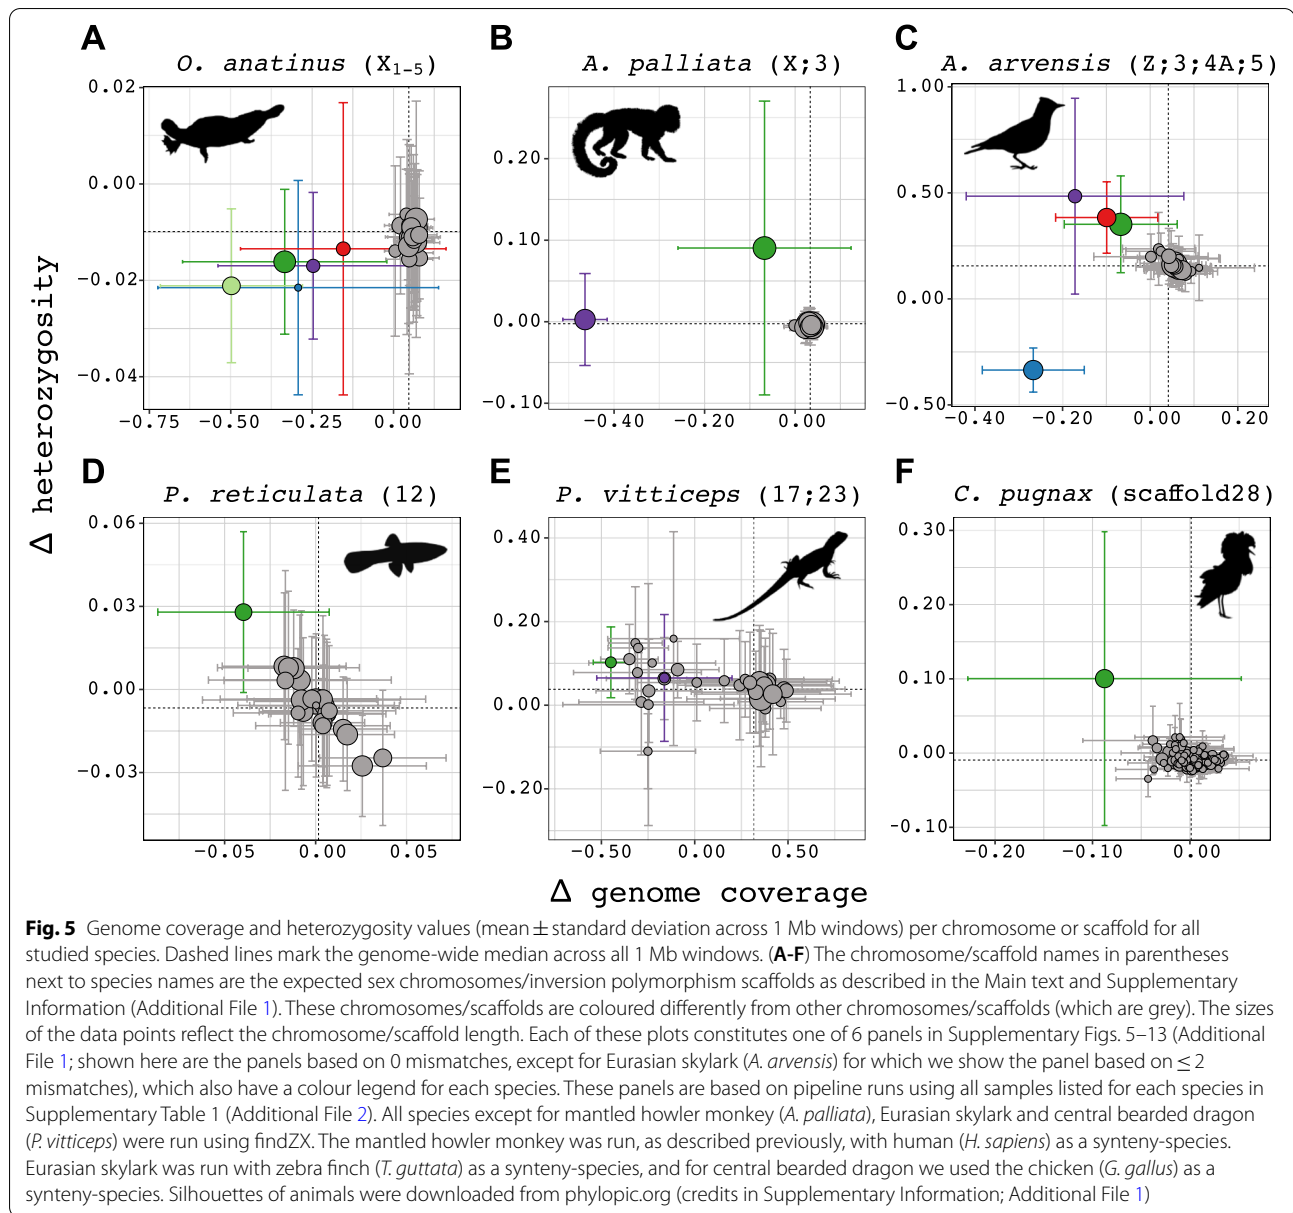 A
O. anatinus (X1-5)
0.02
0.00
−0.02
−0.04
−0.75 −0.50 −0.25 0.00
B
A. palliata (X;3)
0.20
0.10
0.00
−0.10
−0.40 −0.20 0.00
C
A. arvensis (Z;3;4A;5)
1.00
0.50
0.00
−0.50
−0.40 −0.20 0.00 0.20
Δ heterozygosity
D
P. reticulata (12)
0.06
0.03
0.00
−0.03
−0.05 0.00 0.05
E
P. vitticeps (17;23)
0.40
0.20
0.00
−0.20
−0.50 0.00 0.50
F
C. pugnax (scaffold28)
0.30
0.20
0.10
0.00
−0.10
−0.20 −0.10 0.00
Δ genome coverage
Fig. 5 Genome coverage and heterozygosity values (mean ± standard deviation across 1 Mb windows) per chromosome or scaffold for all
studied species. Dashed lines mark the genome-wide median across all 1 Mb windows. (A-F) The chromosome/scaffold names in parentheses
next to species names are the expected sex chromosomes/inversion polymorphism scaffolds as described in the Main text and Supplementary
Information (Additional File 1). These chromosomes/scaffolds are coloured differently from other chromosomes/scaffolds (which are grey). The sizes
of the data points reflect the chromosome/scaffold length. Each of these plots constitutes one of 6 panels in Supplementary Figs. 5–13 (Additional
File 1; shown here are the panels based on 0 mismatches, except for Eurasian skylark (A. arvensis) for which we show the panel based on ≤ 2
mismatches), which also have a colour legend for each species. These panels are based on pipeline runs using all samples listed for each species in
Supplementary Table 1 (Additional File 2). All species except for mantled howler monkey (A. palliata), Eurasian skylark and central bearded dragon
(P. vitticeps) were run using findZX. The mantled howler monkey was run, as described previously, with human (H. sapiens) as a synteny-species.
Eurasian skylark was run with zebra finch (T. guttata) as a synteny-species, and for central bearded dragon we used the chicken (G. gallus) as a
synteny-species. Silhouettes of animals were downloaded from phylopic.org (credits in Supplementary Information; Additional File 1)